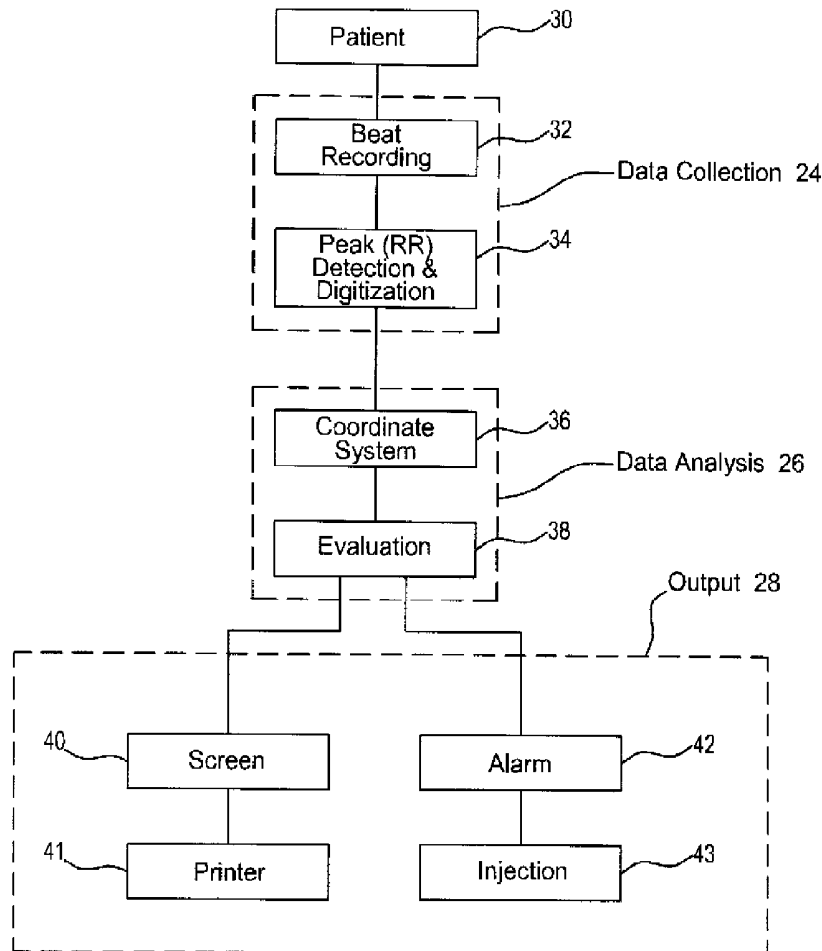 Patient
30
Beat
Recording
32
Data Collection 24
Peak (RR)
Detection &
Digitization
34
Coordinate
System
36
Data Analysis 26
Evaluation
38
Output 28
40
Screen
Alarm
42
41
Printer
Injection
43